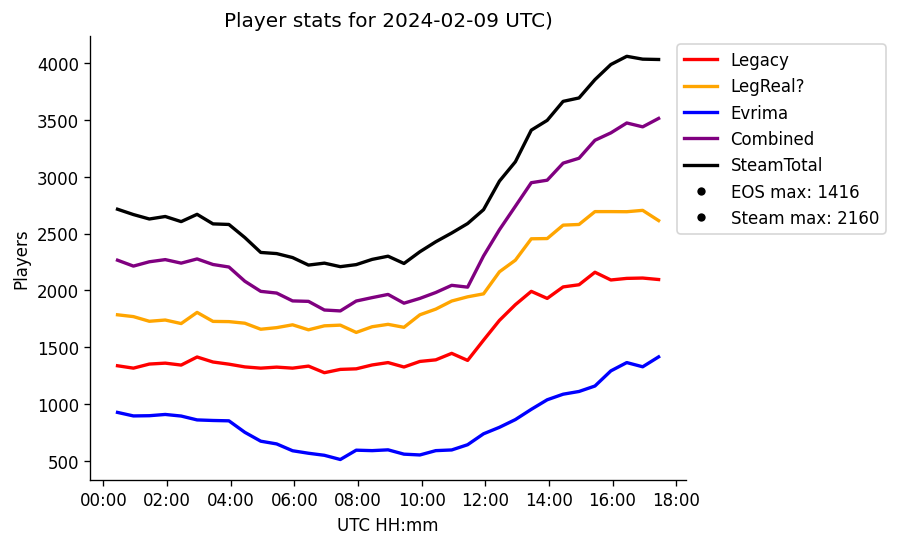 Player stats for 2024-02-09 UTC)
Legacy
LegReal?
Evrima
Combined
SteamTotal
EOS max: 1416
Steam max: 2160
Players
4000
3500
3000
2500
2000
1500
1000
500
00:00 02:00 04:00 06:00 08:00 10:00 12:00 14:00 16:00 18:00
UTC HH:mm